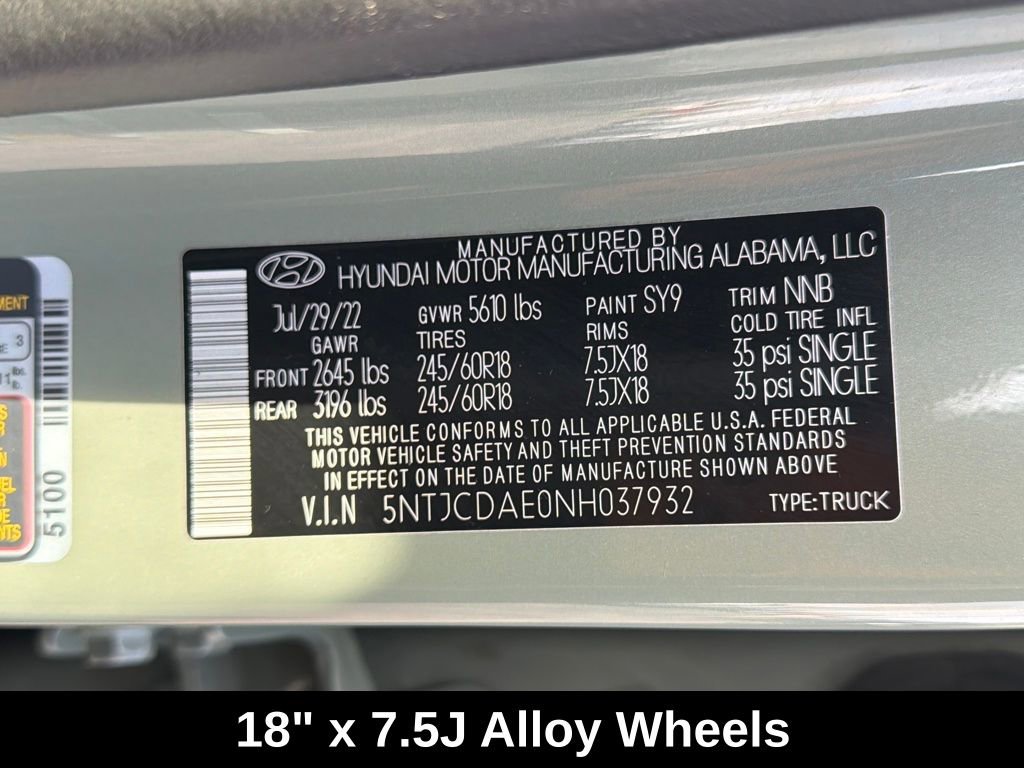 MANUFACTURED BY
HYUNDAI MOTOR MANUFACTURING ALABAMA, LLC
Jul/29/22 GVWR 5610 lbs PAINT SY9 TRIM NNB
GAWR TIRES RIMS COLD TIRE INFL
FRONT 2645 lbs 245/60R18 7.5JX18 35 psi SINGLE
REAR 3196 lbs 245/60R18 7.5JX18 35 psi SINGLE
THIS VEHICLE CONFORMS TO ALL APPLICABLE U.S.A. FEDERAL
MOTOR VEHICLE SAFETY AND THEFT PREVENTION STANDARDS
IN EFFECT ON THE DATE OF MANUFACTURE SHOWN ABOVE
V.I.N 5NTJCDAE0NH037932 TYPE:TRUCK
5100
18" x 7.5J Alloy Wheels